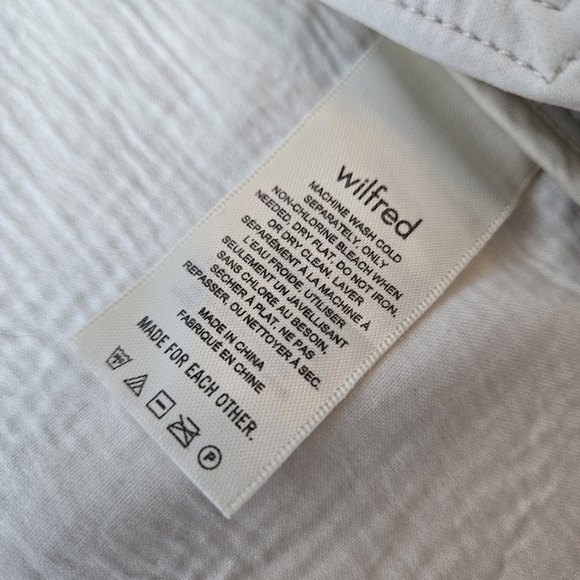 wilfred
MACHINE WASH COLD
SEPARATELY, ONLY
NON-CHLORINE BLEACH WHEN
NEEDED, DRY FLAT, DO NOT IRON,
OR DRY CLEAN. LAVER
SÉPARÉMENT À LA MACHINE À
L'EAU FROIDE. UTILISER
SEULEMENT UN JAVELLISANT
SANS CHLORE AU BESOIN,
SÉCHER À PLAT, NE PAS
REPASSER, OU NETTOYER À SEC.
MADE IN CHINA
FABRIQUÉ EN CHINE
MADE FOR EACH OTHER.
P